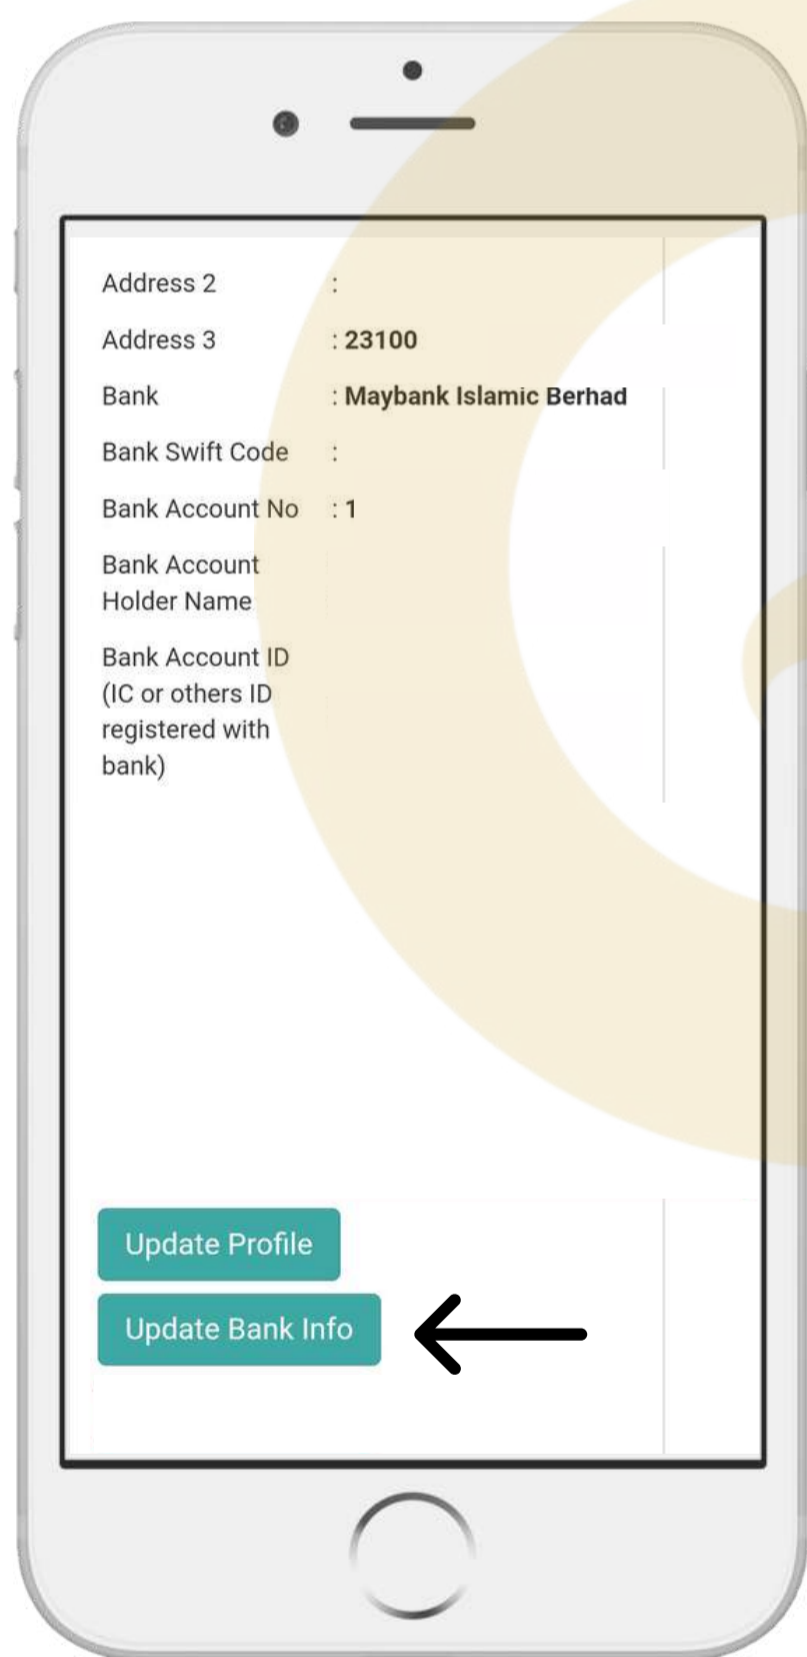 Address 2 :
Address 3 : 23100
Bank : Maybank Islamic Berhad
Bank Swift Code :
Bank Account No : 1
Bank Account
Holder Name
Bank Account ID
(IC or others ID
registered with
bank)
Update Profile
Update Bank Info